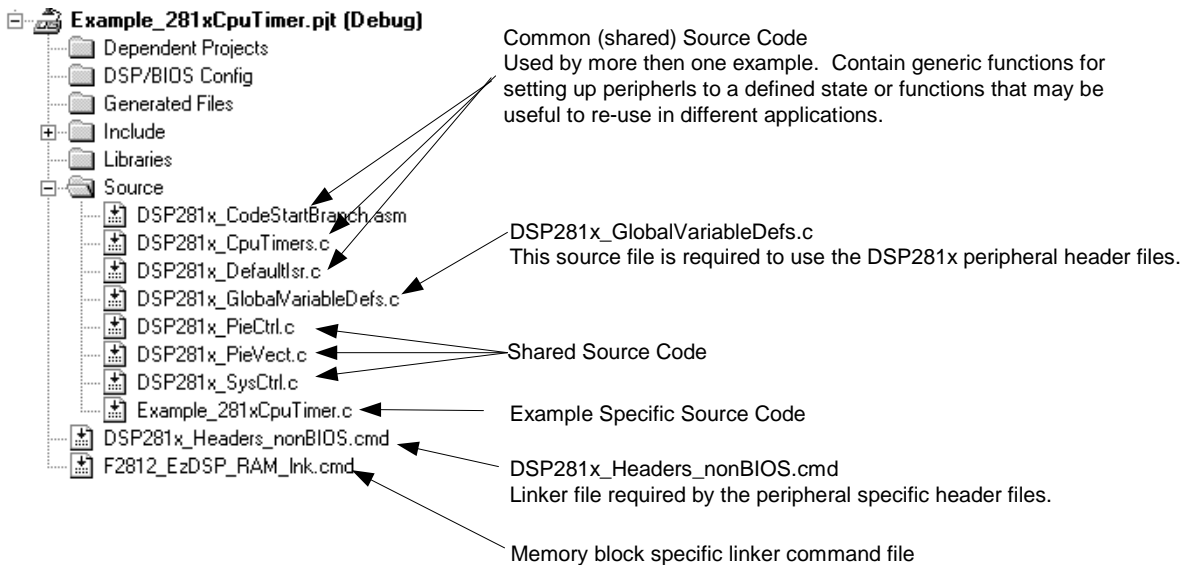 Example_281xCpuTimer.pjt (Debug)
Dependent Projects
DSP/BIOS Config
Generated Files
Include
Libraries
Source
DSP281x_CodeStartBranch.asm
DSP281x_CpuTimers.c
DSP281x_DefaultIsr.c
DSP281x_GlobalVariableDefs.c
DSP281x_PieCtrl.c
DSP281x_PieVect.c
DSP281x_SysCtrl.c
Example_281xCpuTimer.c
DSP281x_Headers_nonBIOS.cmd
F2812_EzDSP_RAM_lnk.cmd
Common (shared) Source Code
Used by more then one example. Contain generic functions for
setting up peripherls to a defined state or functions that may be
useful to re-use in different applications.
DSP281x_GlobalVariableDefs.c
This source file is required to use the DSP281x peripheral header files.
Shared Source Code
Example Specific Source Code
DSP281x_Headers_nonBIOS.cmd
Linker file required by the peripheral specific header files.
Memory block specific linker command file